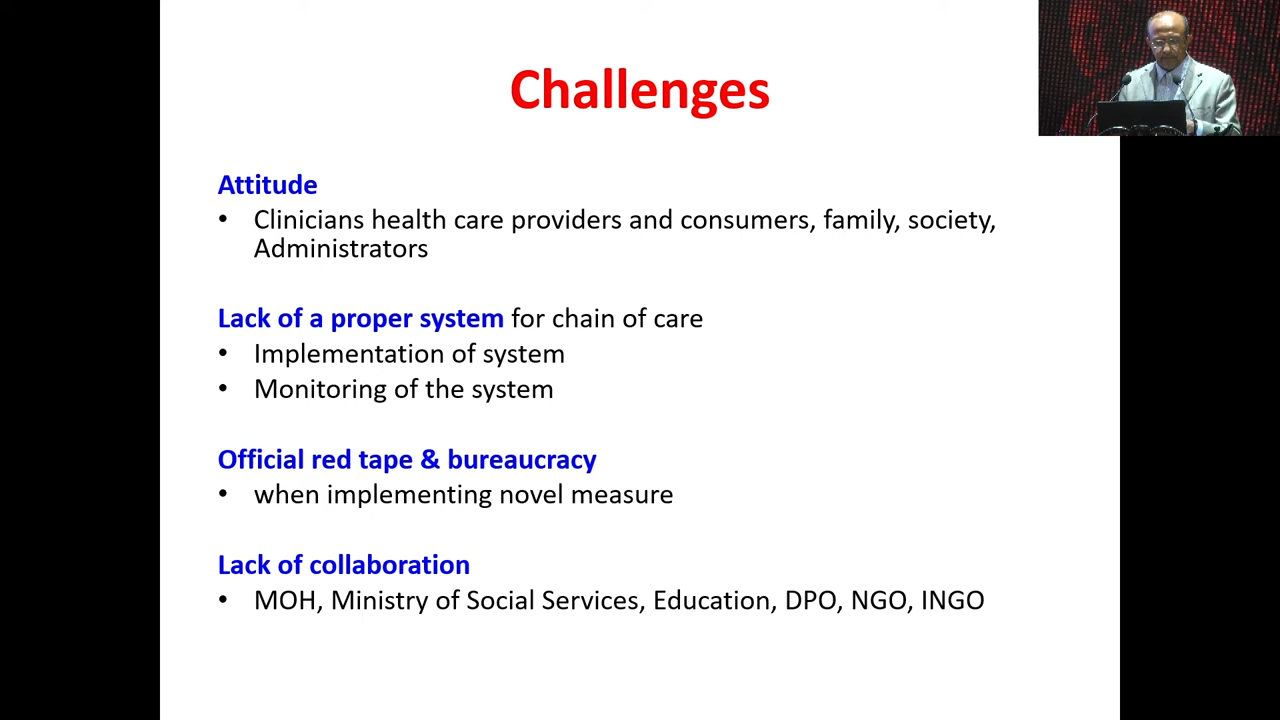 Challenges
Attitude
• Clinicians health care providers and consumers, family, society,
Administrators
Lack of a proper system for chain of care
• Implementation of system
• Monitoring of the system
Official red tape & bureaucracy
• when implementing novel measure
Lack of collaboration
• MOH, Ministry of Social Services, Education, DPO, NGO, INGO